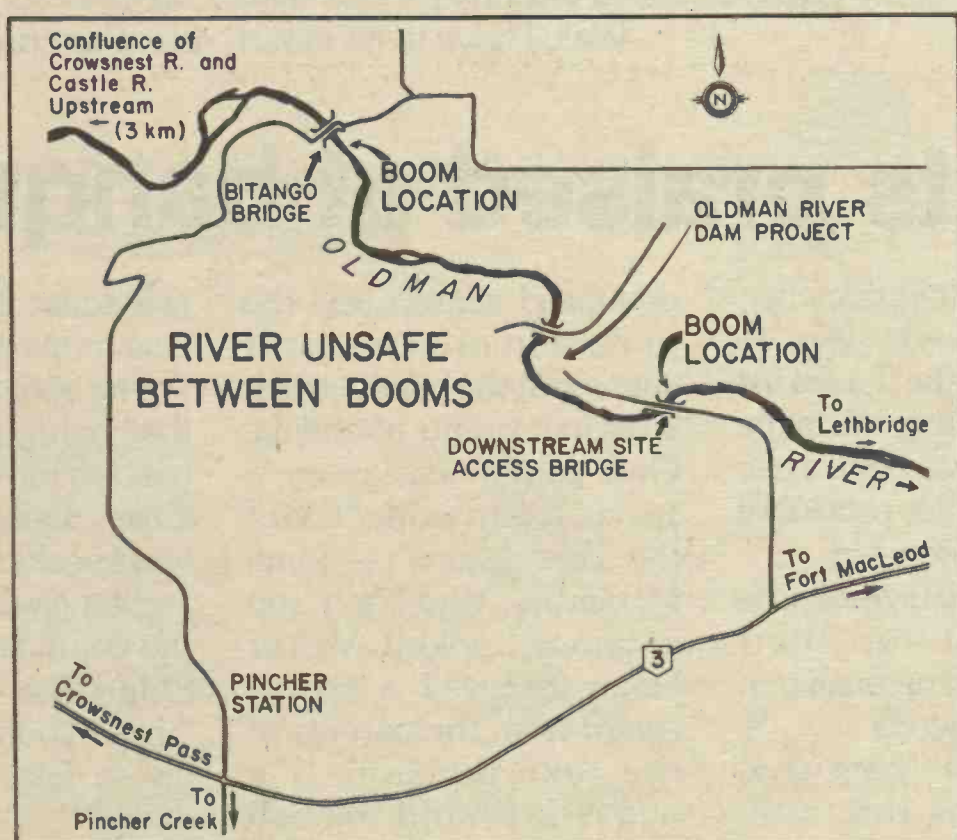 Confluence of
Crowsnest R. and
Castle R.
Upstream
← (3 km)
N
BITANGO
BRIDGE
BOOM
LOCATION
OLDMAN RIVER
DAM PROJECT
OLDMAN
RIVER UNSAFE
BETWEEN BOOMS
BOOM
LOCATION
To
Lethbridge
DOWNSTREAM SITE
ACCESS BRIDGE
RIVER →
To
Fort MacLeod
3
PINCHER
STATION
To
Crowsnest Pass
To
Pincher Creek